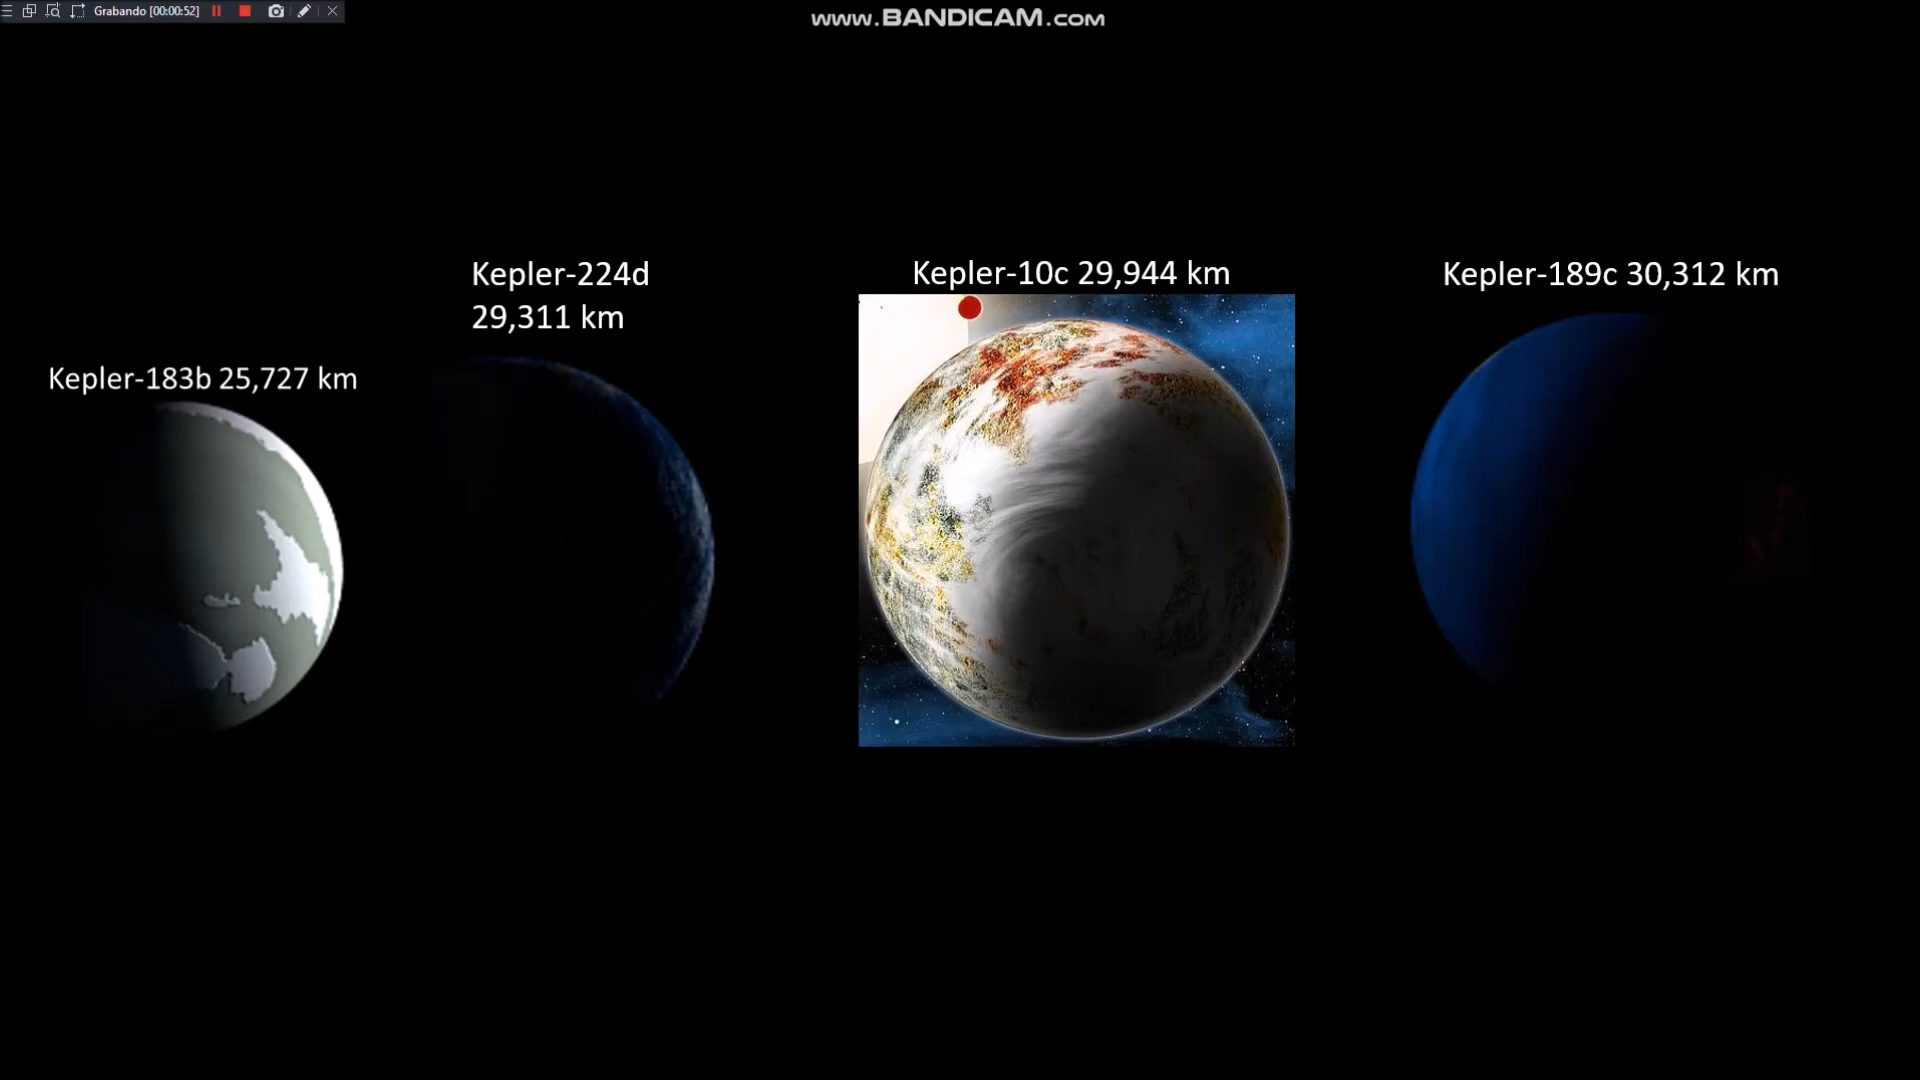 Grabando [00:00:52]
www.BANDICAM.com
Kepler-183b 25,727 km
Kepler-224d
29,311 km
Kepler-10c 29,944 km
Kepler-189c 30,312 km